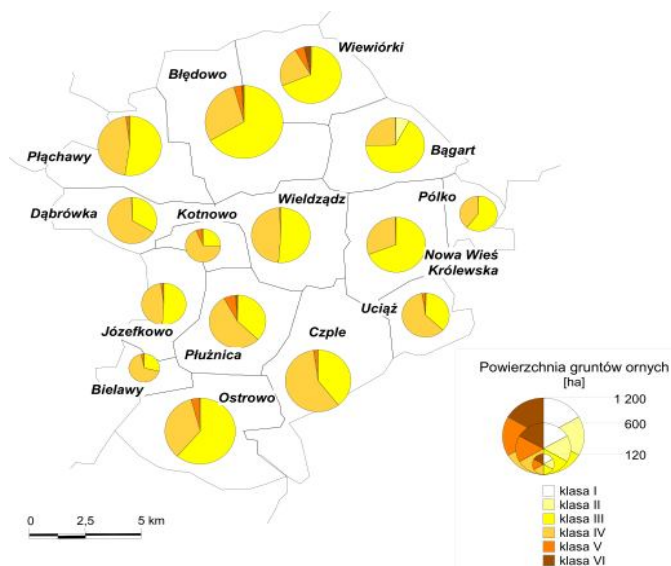 Wiewiórki
Błędowo
Płąchawy
Bągart
Dąbrówka
Kotnowo
Wieldządz
Pólko
Nowa Wieś
Królewska
Uciąż
Józefkowo
Płużnica
Czple
Bielawy
Ostrowo
Powierzchnia gruntów ornych
[ha]
1 200
600
120
klasa I
klasa II
klasa III
klasa IV
klasa V
klasa VI
0 2,5 5 km